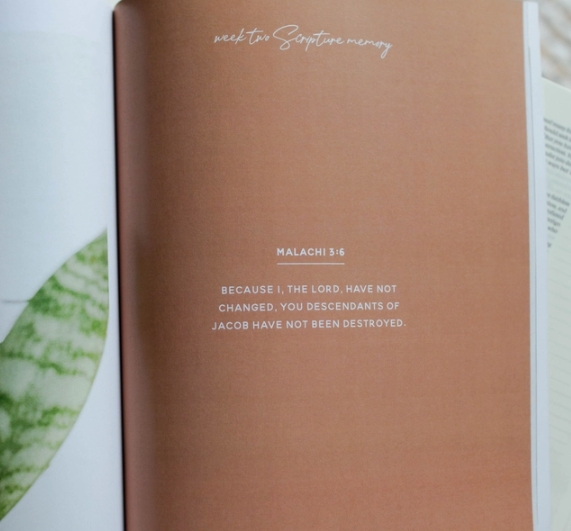 week two Scripture memory
MALACHI 3:6
BECAUSE I, THE LORD, HAVE NOT
CHANGED, YOU DESCENDANTS OF
JACOB HAVE NOT BEEN DESTROYED.